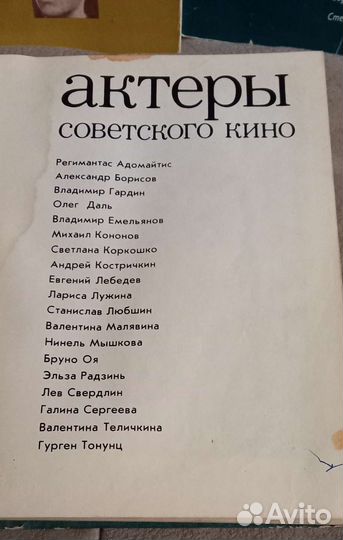 Сте
актеры
советского кино
Регимантас Адомайтис
Александр Борисов
Владимир Гардин
Олег Даль
Владимир Емельянов
Михаил Кононов
Светлана Коркошко
Андрей Костричкин
Евгений Лебедев
Лариса Лужина
Станислав Любшин
Валентина Малявина
Нинель Мышкова
Бруно Оя
Эльза Радзинь
Лев Свердлин
Галина Сергеева
Валентина Теличкина
Гурген Тонунц
Avito